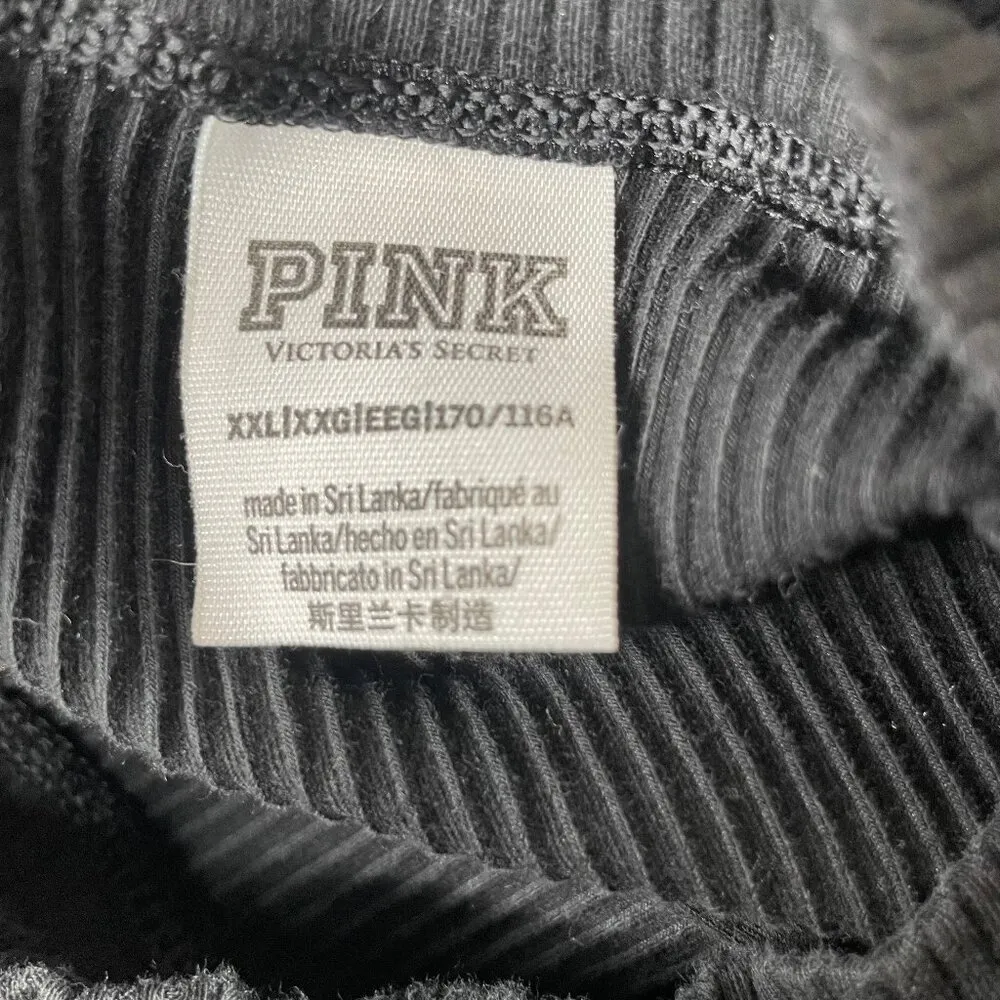 PINK
VICTORIA'S SECRET
XXL|XXG|EEG|170/116A
made in Sri Lanka/fabriqué au
Sri Lanka/hecho en Sri Lanka/
fabbricato in Sri Lanka/
斯里兰卡制造